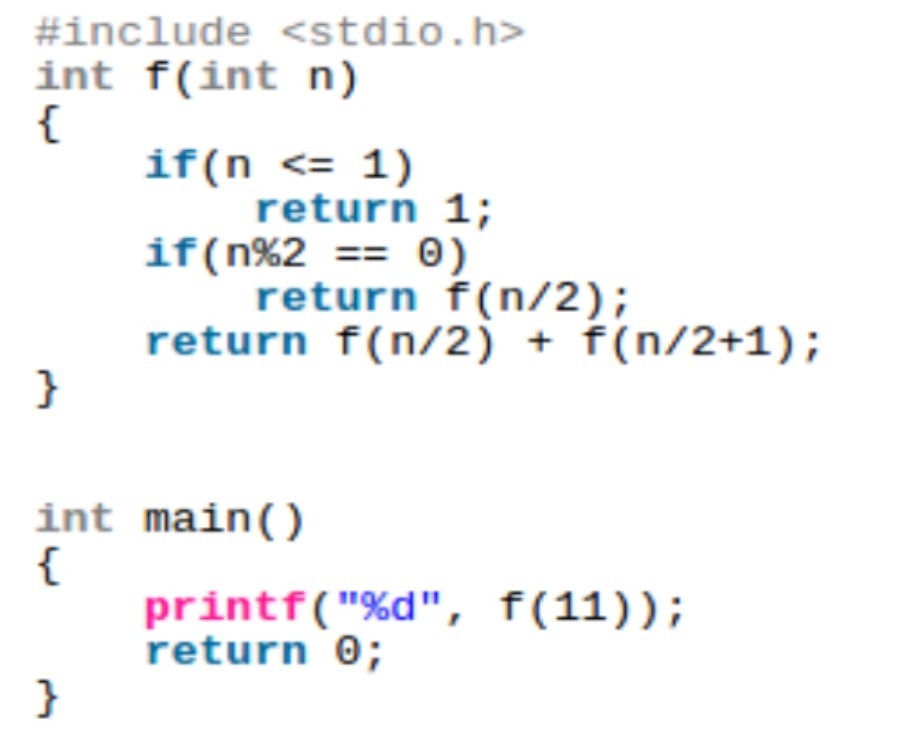 #include <stdio.h>
int f(int n)
{
    if(n <= 1)
        return 1;
    if(n%2 == 0)
        return f(n/2);
    return f(n/2) + f(n/2+1);
}
int main()
{
    printf("%d", f(11));
    return 0;
}